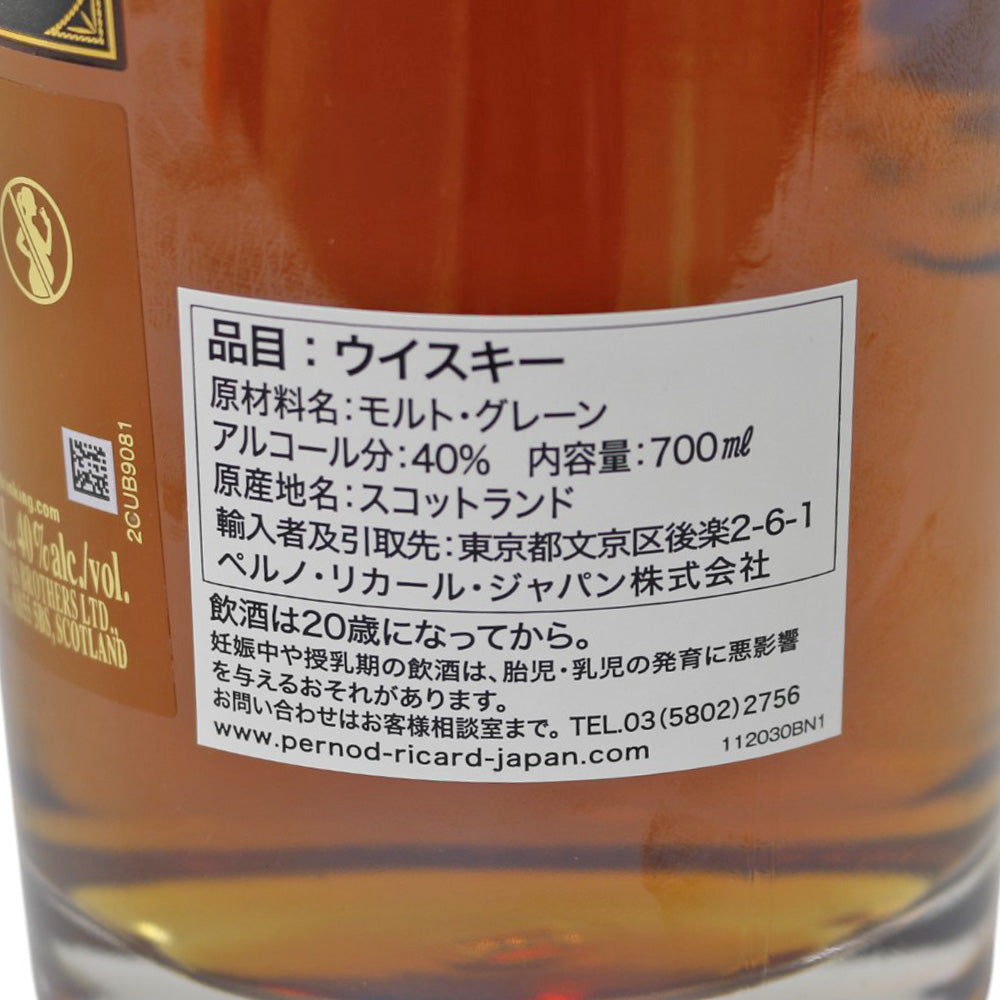 品目：ウイスキー
原材料名：モルト・グレーン
アルコール分：40%　内容量：700㎖
原産地名：スコットランド
輸入者及引取先：東京都文京区後楽2-6-1
ペルノ・リカール・ジャパン株式会社
飲酒は20歳になってから。
妊娠中や授乳期の飲酒は、胎児・乳児の発育に悪影響
を与えるおそれがあります。
お問い合わせはお客様相談室まで。TEL.03(5802)2756
www.pernod-ricard-japan.com 112030BN1
2CUB9081
40%alc./vol.
BROTHERS LTD.
SCOTLAND